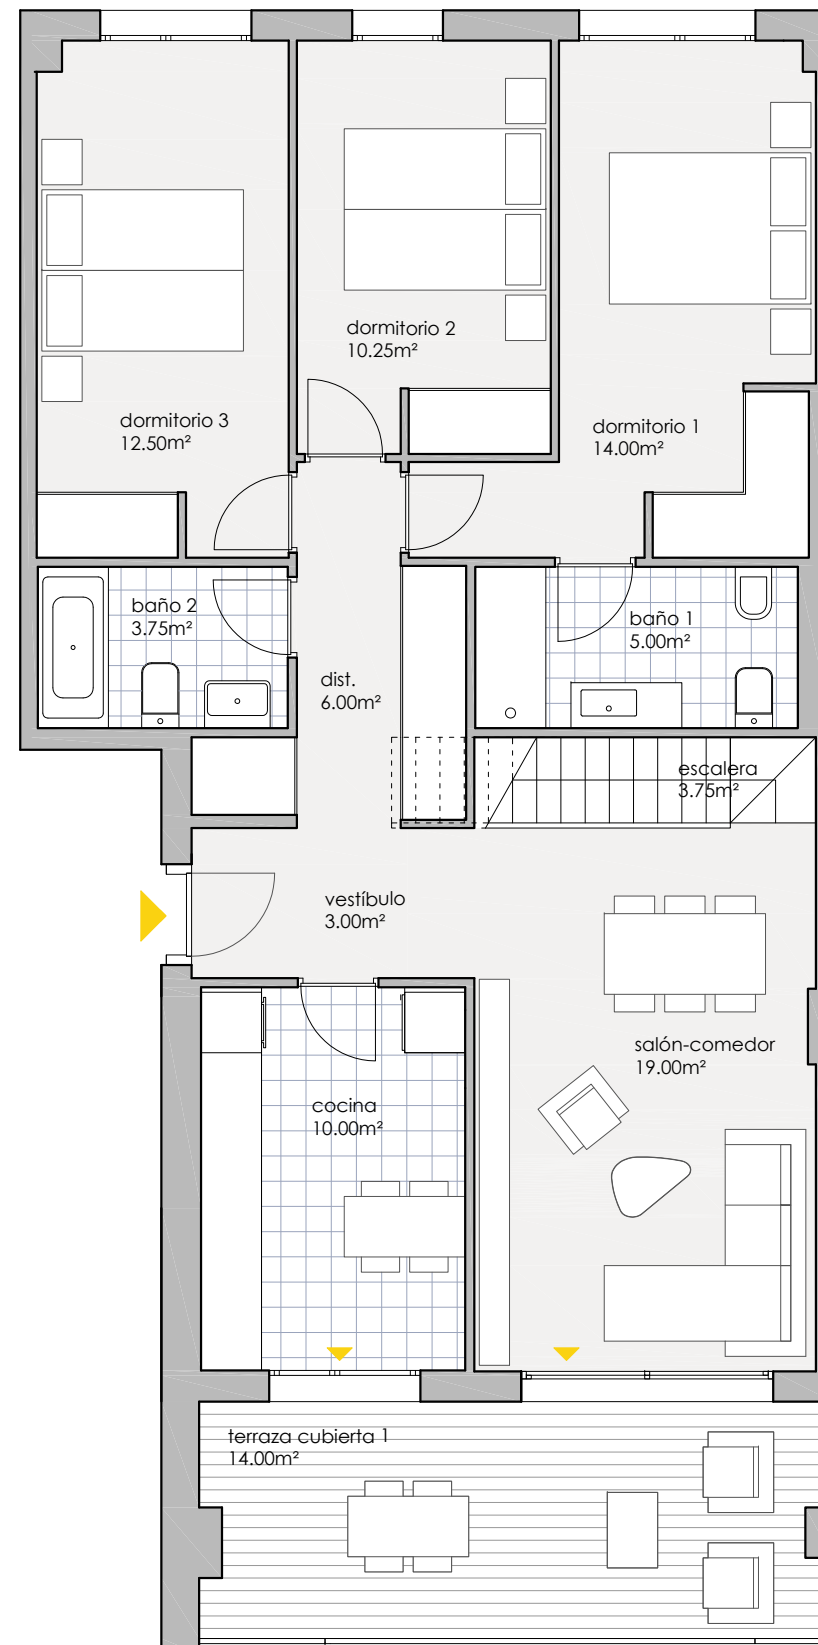 dormitorio 2
10.25m²
dormitorio 3
12.50m²
dormitorio 1
14.00m²
baño 2
3.75m²
baño 1
5.00m²
dist.
6.00m²
escalera
3.75m²
vestíbulo
3.00m²
salón-comedor
19.00m²
cocina
10.00m²
terraza cubierta 1
14.00m²